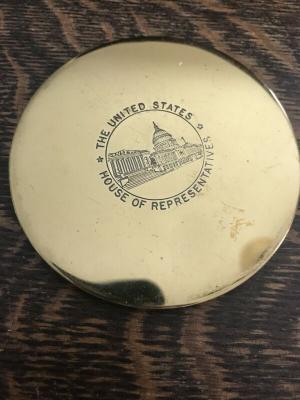 THE UNITED STATES
HOUSE OF REPRESENTATIVES